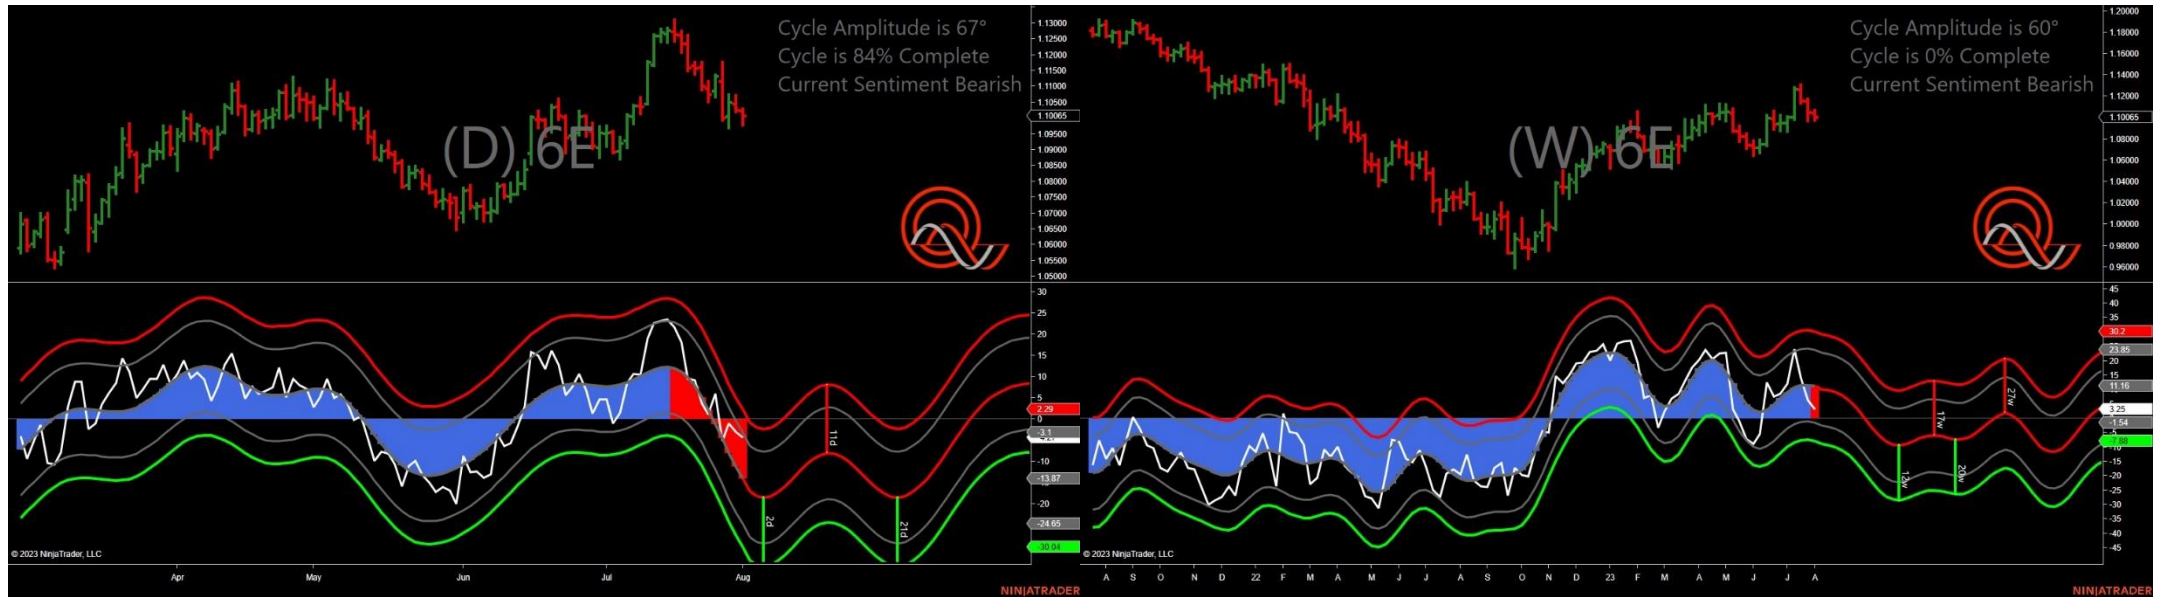 Cycle Amplitude is 67°
Cycle is 84% Complete
Current Sentiment Bearish
(D) 6E
1.13000
1.12500
1.12000
1.11500
1.11000
1.10500
1.10065
1.09500
1.09000
1.08500
1.08000
1.07500
1.07000
1.06500
1.06000
1.05500
1.05000
30
25
20
15
10
5
2.29
0
-3.1
-10
-13.87
-20
-24.65
-30.04
2d
11d
21d
© 2023 NinjaTrader, LLC
Apr May Jun Jul Aug
NINJATRADER
Cycle Amplitude is 60°
Cycle is 0% Complete
Current Sentiment Bearish
(W) 6E
1.20000
1.18000
1.16000
1.14000
1.12000
1.10065
1.08000
1.06000
1.04000
1.02000
1.00000
0.98000
0.96000
45
40
35
30.2
23.85
20
15
11.16
3.25
-1.54
-7.88
-15
-20
-25
-30
-35
-40
-45
12w
17w
20w
27w
© 2023 NinjaTrader, LLC
A S O N D 22 F M A M J J A S O N D 23 F M A M J J A
NINJATRADER